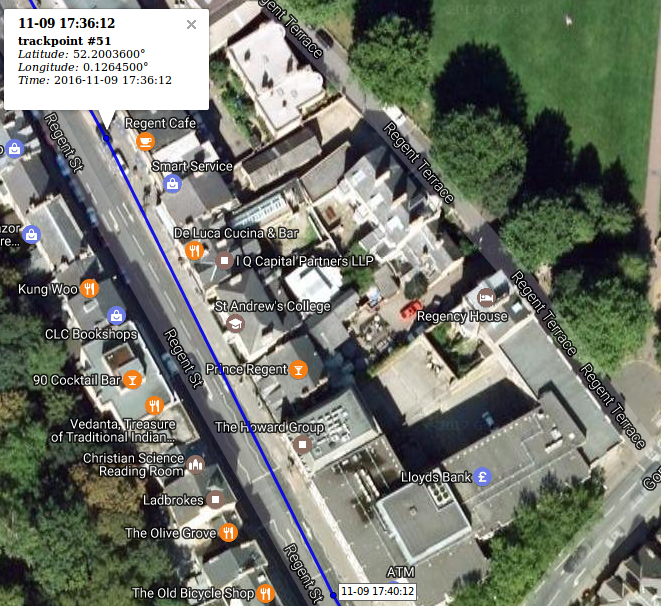 11-09 17:36:12
trackpoint #51
Latitude: 52.2003600°
Longitude: 0.1264500°
Time: 2016-11-09 17:36:12
Regent Terrace
Regent Cafe
Regent St
Smart Service
Regent Terrace
De Luca Cucina & Bar
I Q Capital Partners LLP
Kung Woo
St Andrew's College
Regency House
Regent Terrace
CLC Bookshops
Regent St
Prince Regent
90 Cocktail Bar
Regent Terrace
Vedanta, Treasure
of Traditional Indian...
The Howard Group
Christian Science
Reading Room
Lloyds Bank
£
Ladbrokes
The Olive Grove
Regent St
ATM
The Old Bicycle Shop
11-09 17:40:12